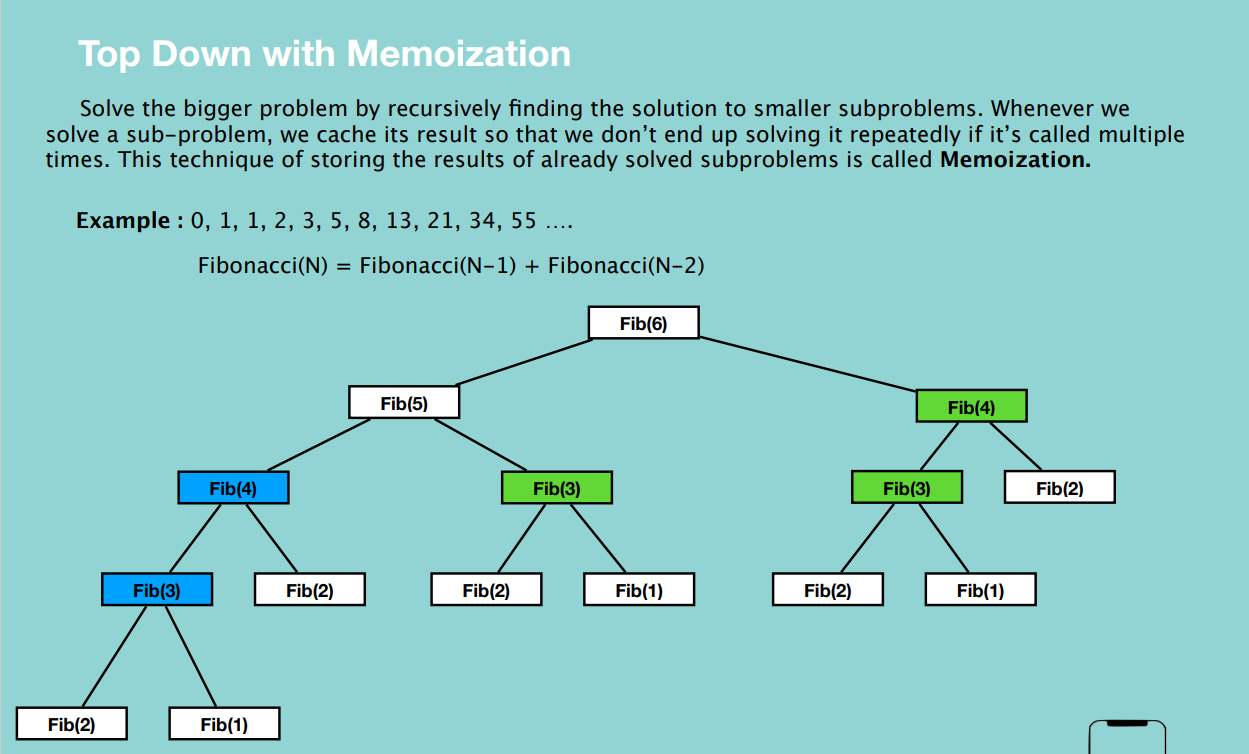 Top Down with Memoization
Solve the bigger problem by recursively finding the solution to smaller subproblems. Whenever we
solve a sub-problem, we cache its result so that we don’t end up solving it repeatedly if it’s called multiple
times. This technique of storing the results of already solved subproblems is called Memoization.
Example : 0, 1, 1, 2, 3, 5, 8, 13, 21, 34, 55 ….
Fibonacci(N) = Fibonacci(N-1) + Fibonacci(N-2)
Fib(6)
Fib(5)
Fib(4)
Fib(4)
Fib(3)
Fib(3)
Fib(2)
Fib(3)
Fib(2)
Fib(2)
Fib(1)
Fib(2)
Fib(1)
Fib(2)
Fib(1)